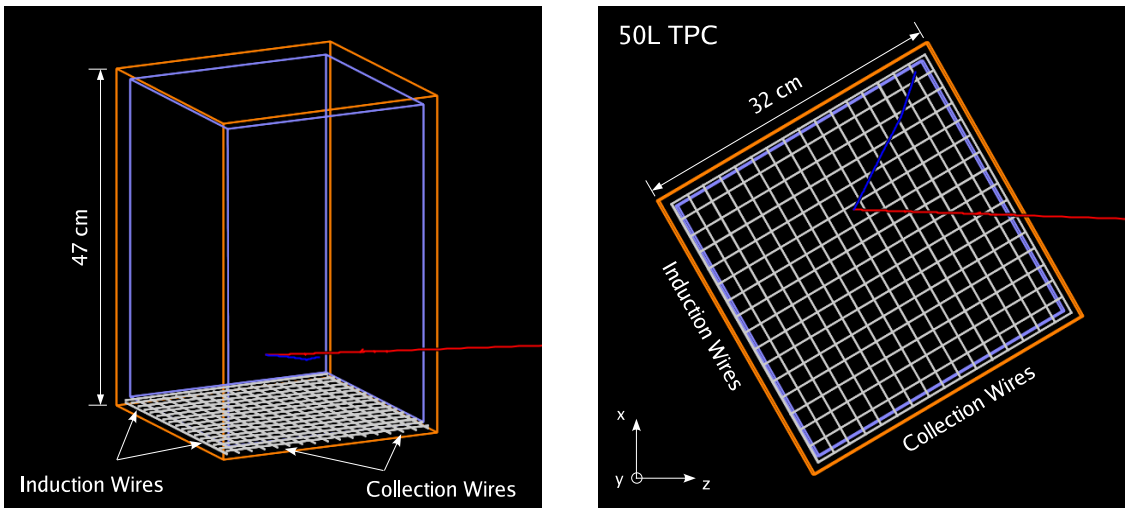 47 cm
Induction Wires
Collection Wires
50L TPC
32 cm
Induction Wires
Collection Wires
x
y
z